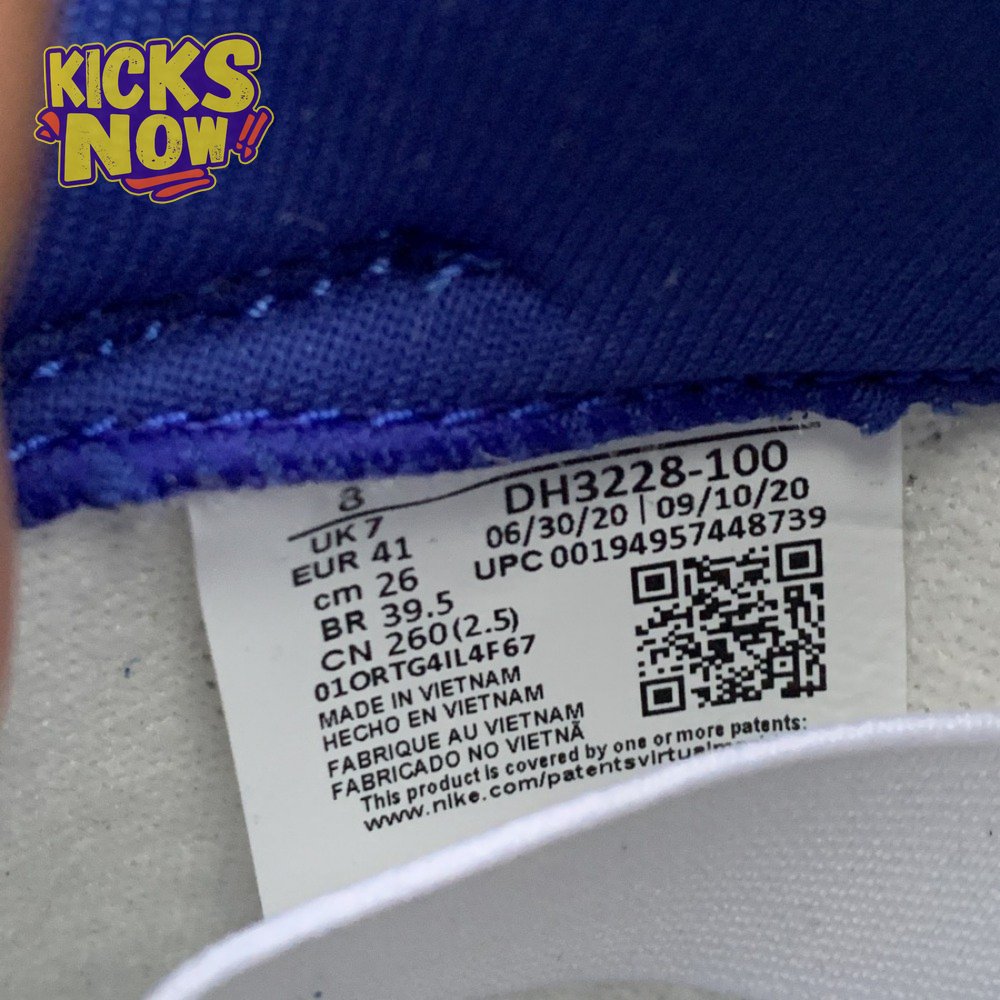 KICKS
NOW!!
8
UK 7
EUR 41
cm 26
BR 39.5
CN 260(2.5)
01ORTG4IL4F67
MADE IN VIETNAM
HECHO EN VIETNAM
FABRIQUE AU VIETNAM
FABRICADO NO VIETNÃ
This product is covered by one or more patents:
www.nike.com/patentsvirtualma
DH3228-100
06/30/20 | 09/10/20
UPC 00194957448739